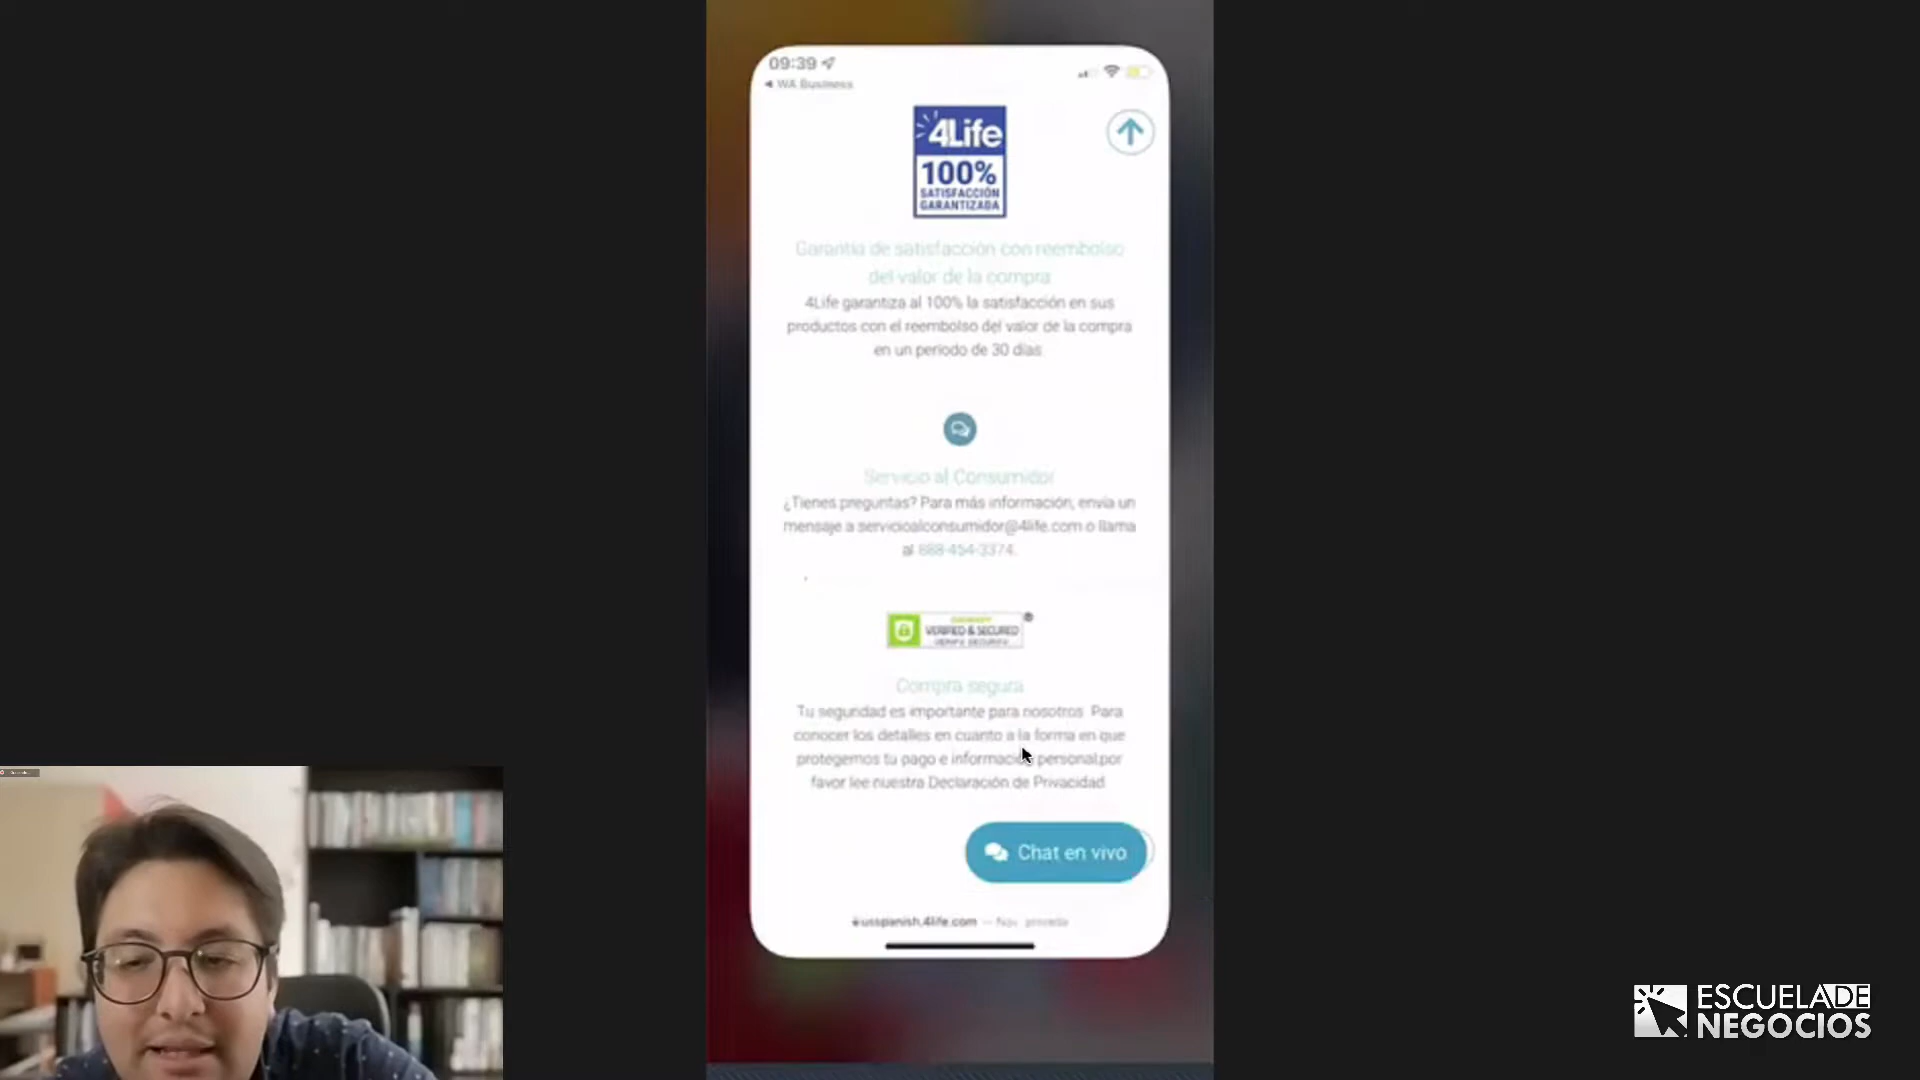 09:39
WA Business
4Life
100%
SATISFACCIÓN
GARANTIZADA
Garantía de satisfacción con reembolso
del valor de la compra
4Life garantiza al 100% la satisfacción en sus
productos con el reembolso del valor de la compra
en un periodo de 30 días
Servicio al Consumidor
¿Tienes preguntas? Para más información, envía un
mensaje a servicioalconsumidor@4life.com o llama
al 888-454-3374.
VERIFIED & SECURED
Compra segura
Tu seguridad es importante para nosotros. Para
conocer los detalles en cuanto a la forma en que
protegemos tu pago e información personal,por
favor lee nuestra Declaración de Privacidad.
Chat en vivo
usspanish.4life.com — Nav. privada
ESCUELA DE
NEGOCIOS